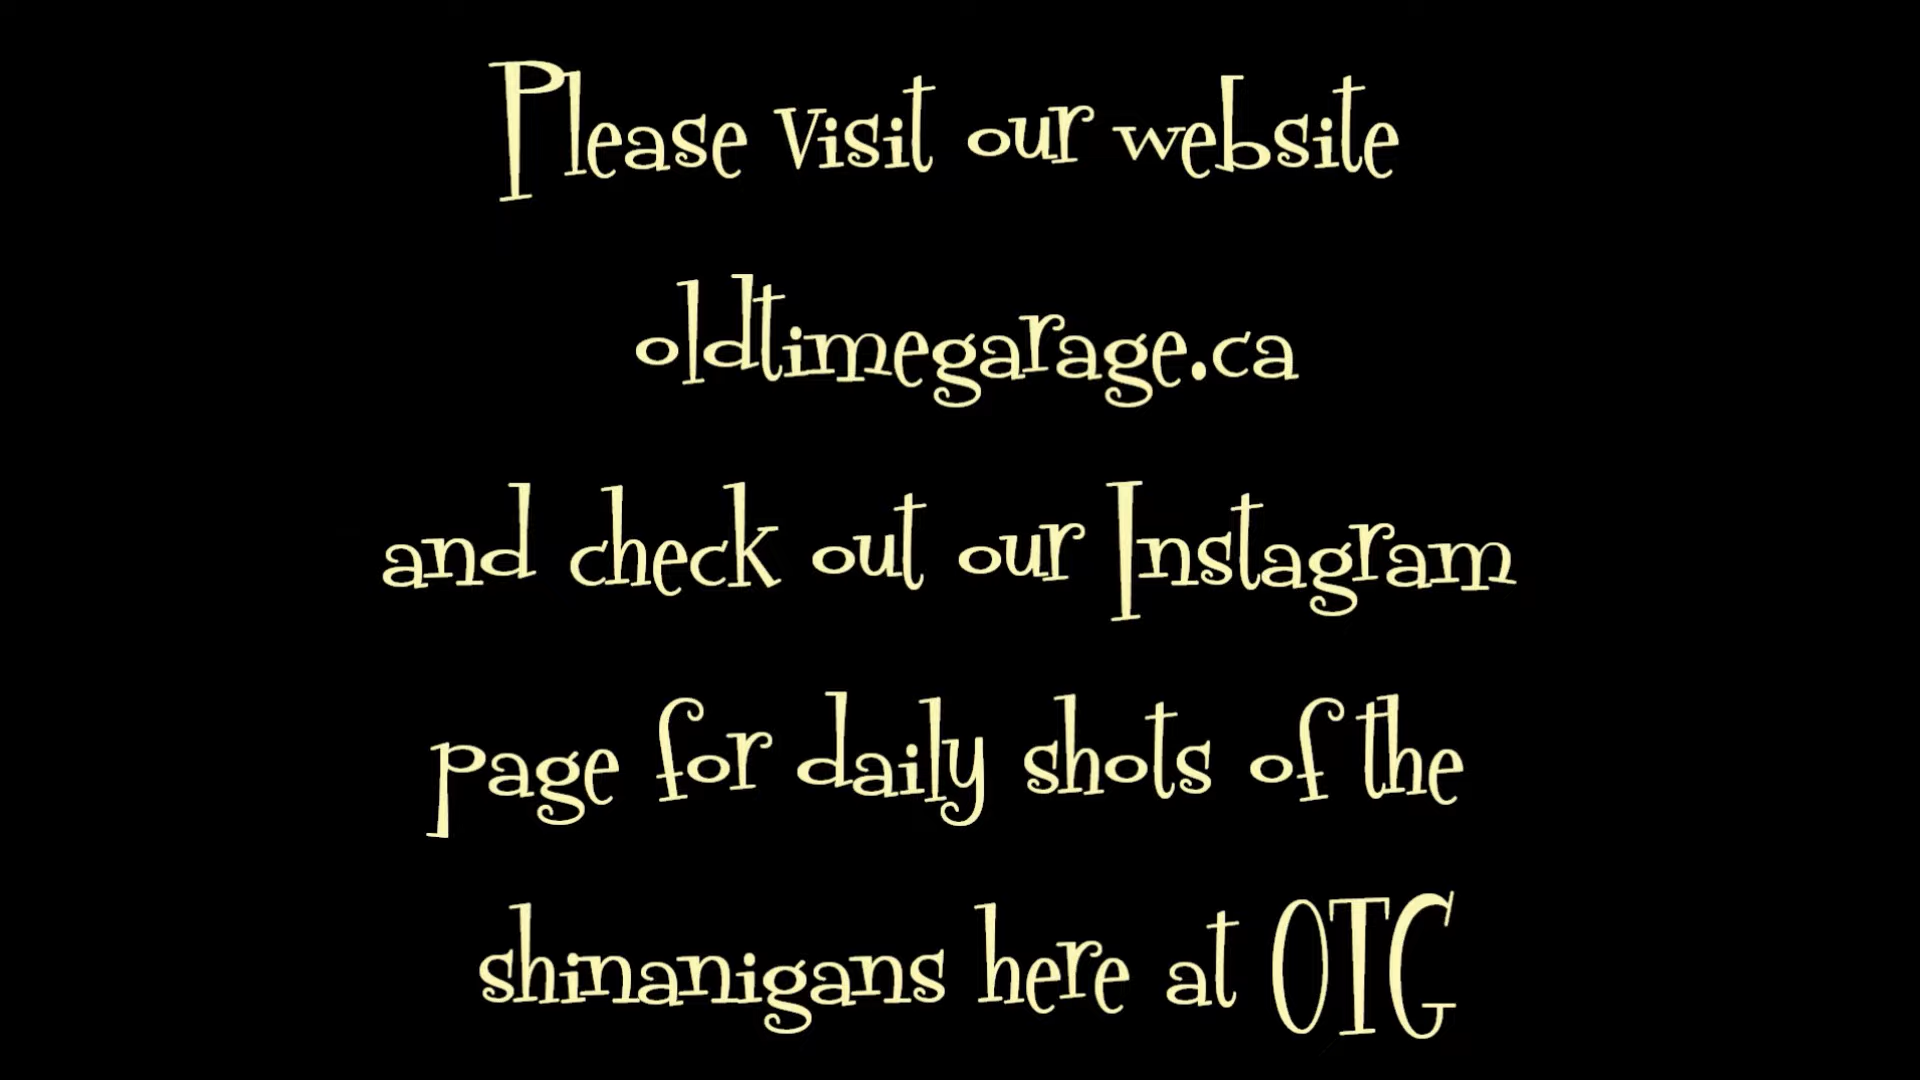 Please visit our website
oldtimegarage.ca
and check out our Instagram
page for daily shots of the
shinanigans here at OTG